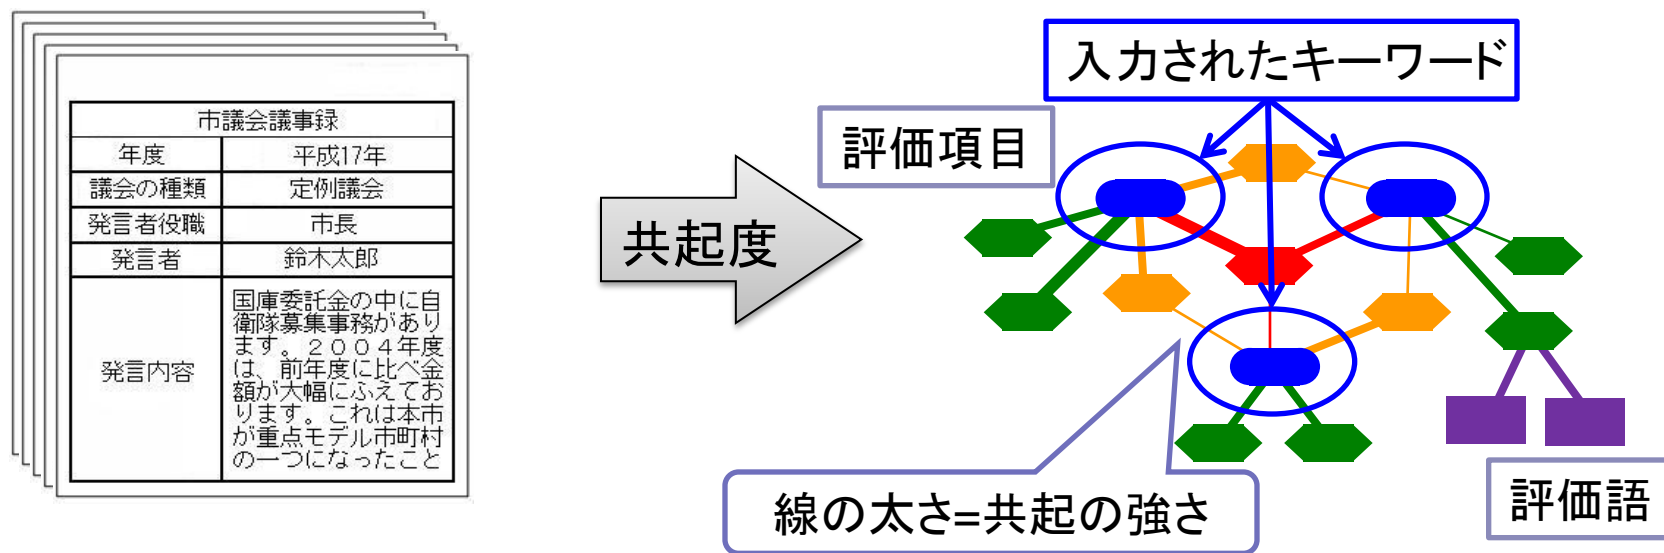 市議会議事録
年度 平成17年
議会の種類 定例議会
発言者役職 市長
発言者 鈴木太郎
発言内容
国庫委託金の中に自
衛隊募集事務があり
ます。２００４年度
は、前年度に比べ金
額が大幅にふえてお
ります。これは本市
が重点モデル市町村
の一つになったこと
共起度
入力されたキーワード
評価項目
線の太さ=共起の強さ
評価語